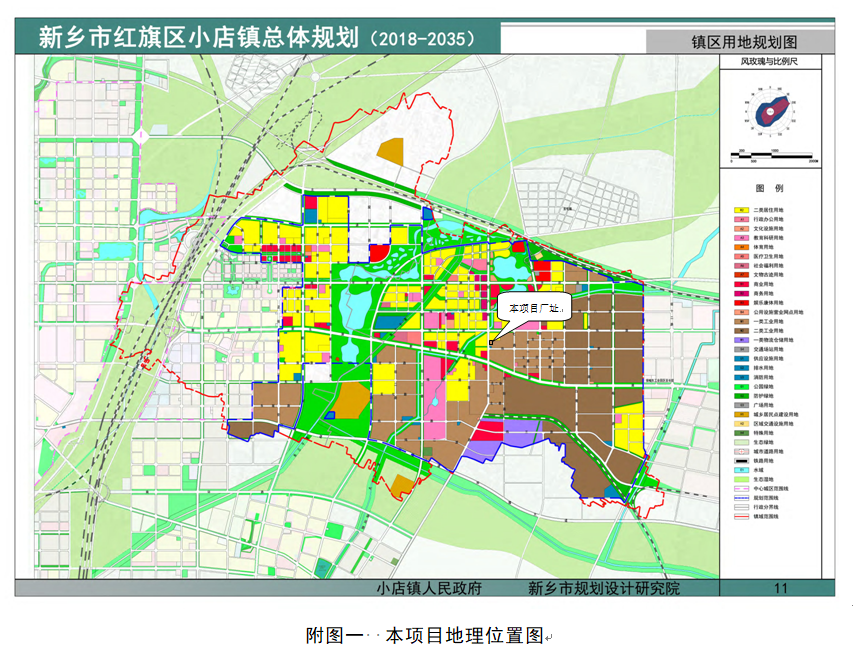 新乡市红旗区小店镇总体规划（2018-2035）
镇区用地规划图
风玫瑰与比例尺
图 例
二类居住用地
行政办公用地
文化设施用地
教育科研用地
体育用地
医疗卫生用地
社会福利用地
文物古迹用地
商业用地
商务用地
娱乐康体用地
公用设施营业网点用地
一类工业用地
二类工业用地
一类物流仓储用地
交通场站用地
供应设施用地
排水用地
消防用地
公园绿地
防护绿地
广场用地
城乡居民点建设用地
区域交通设施用地
特殊用地
生态绿地
城市道路用地
铁路用地
水域
生态湿地
中心城区范围线
规划范围线
行政分界线
镇域范围线
本项目厂址
小店镇人民政府
新乡市规划设计研究院
11
附图一 本项目地理位置图